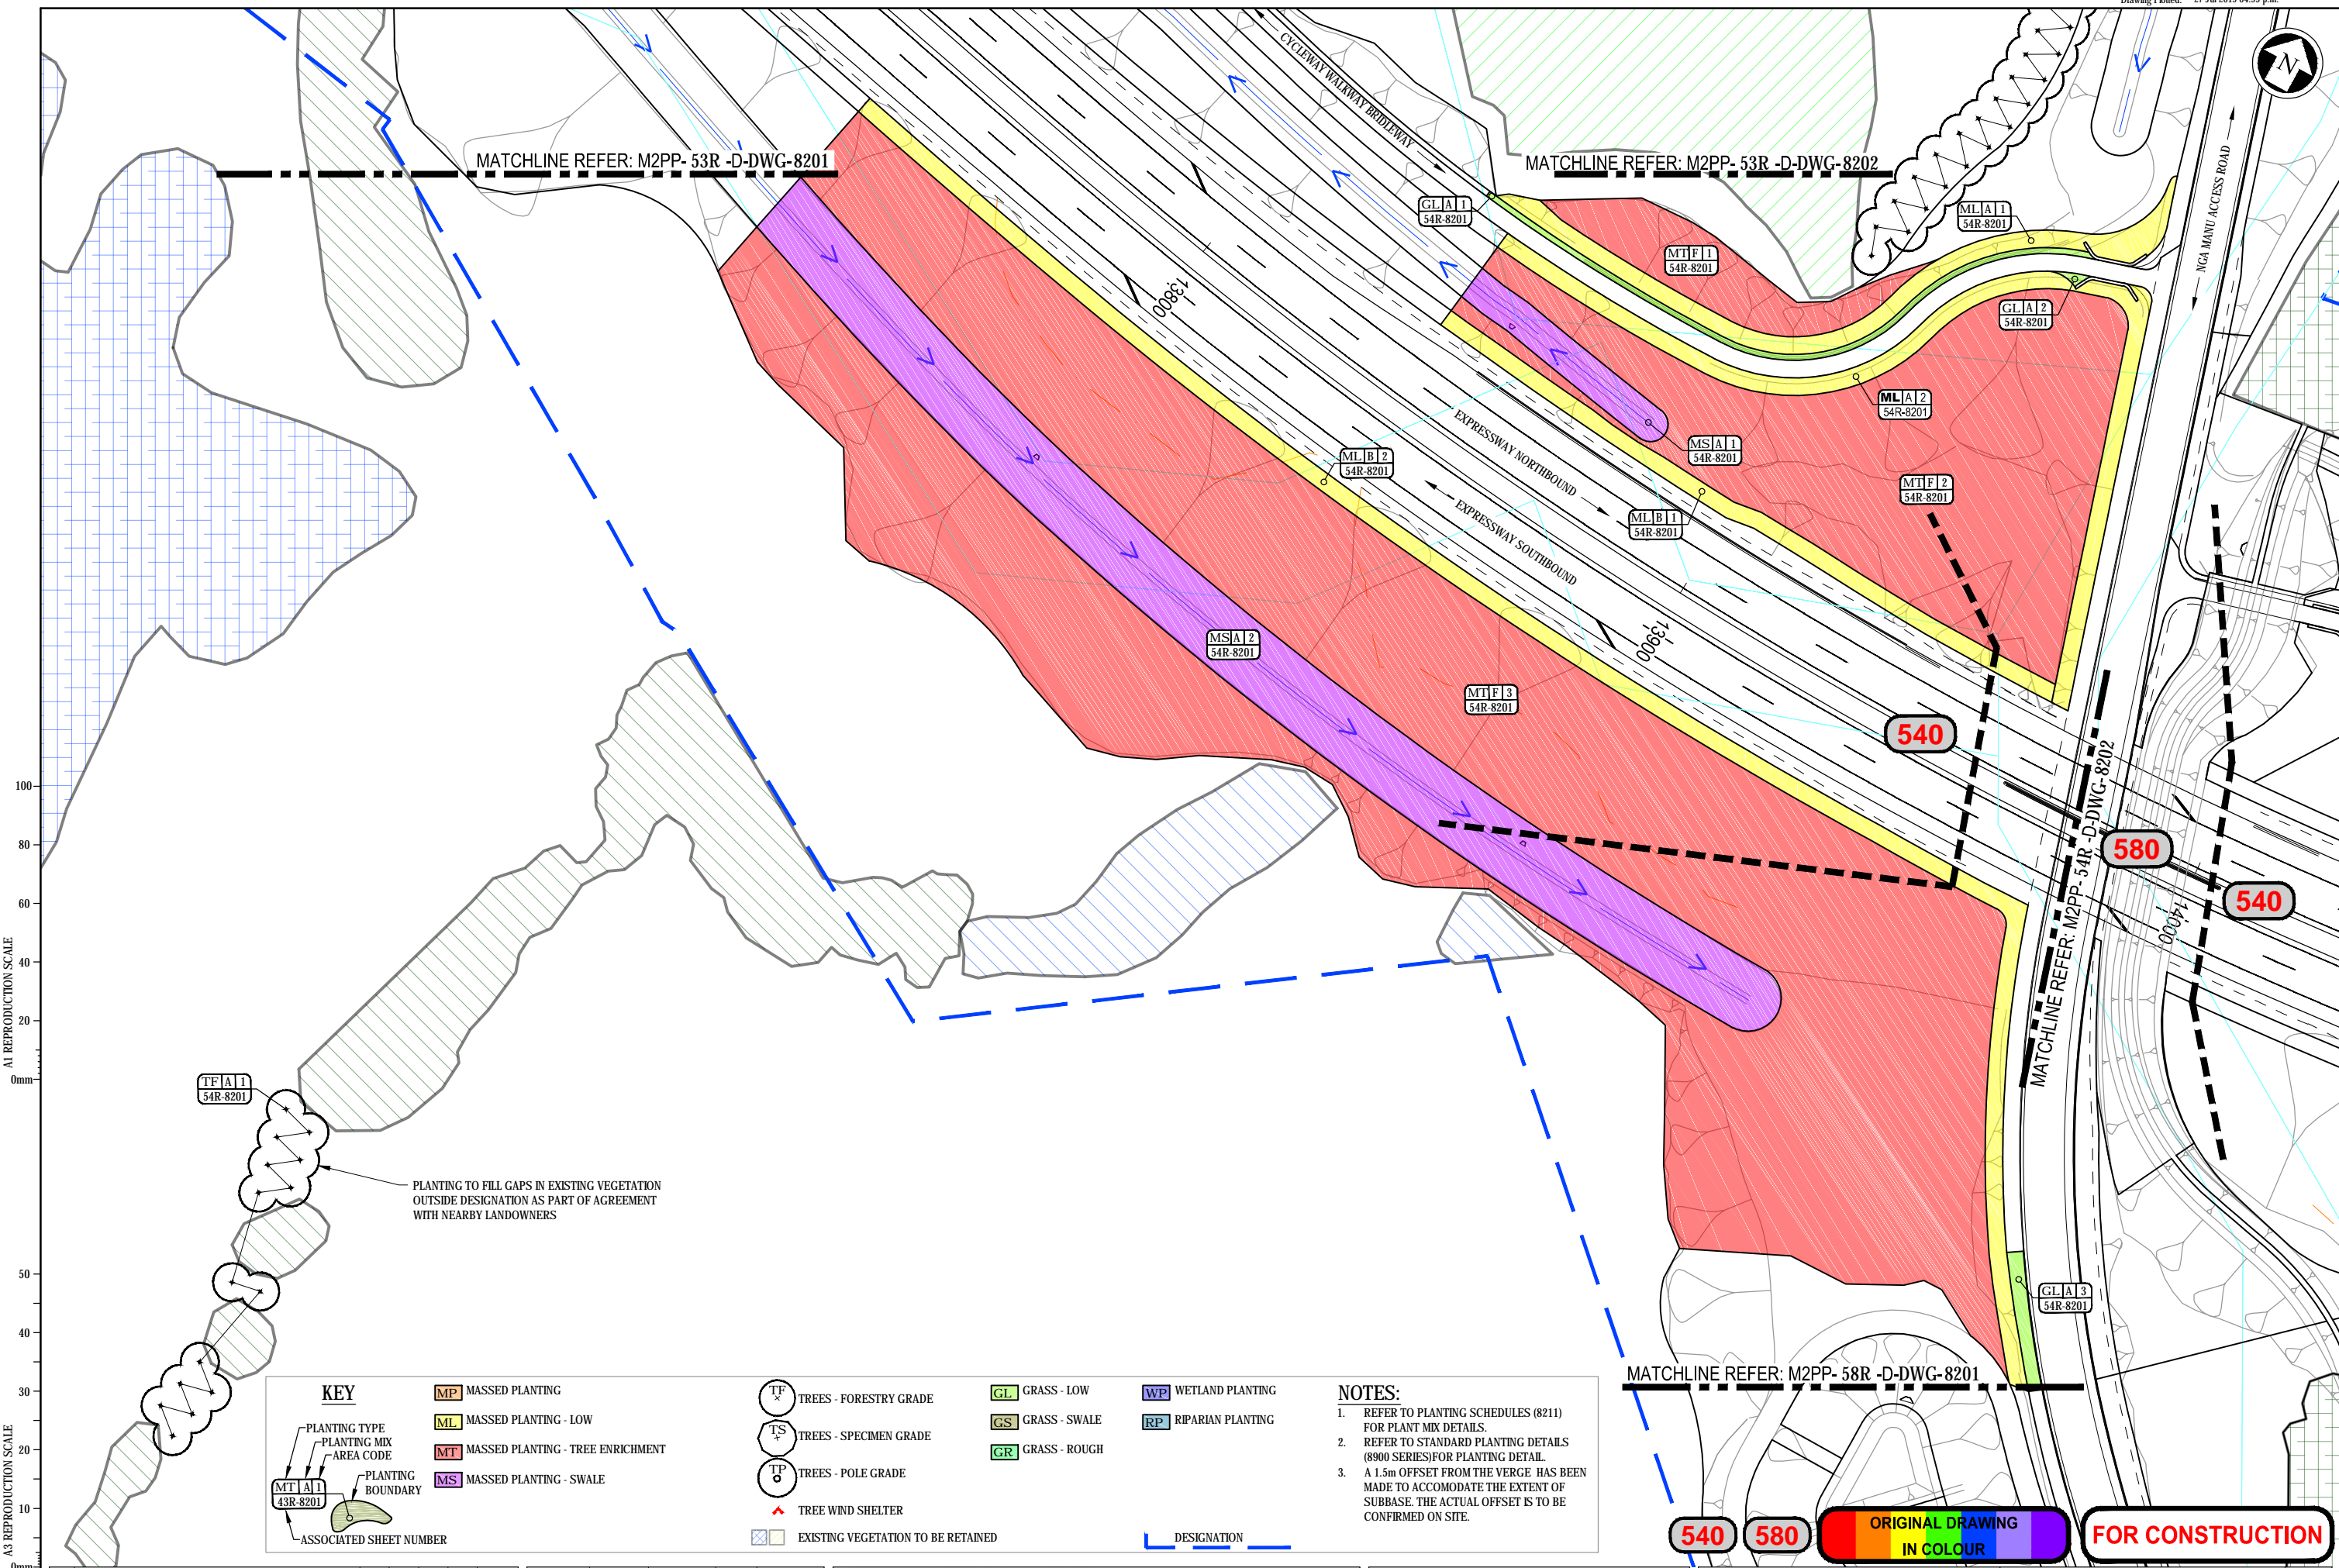 Drawing Plotted: 27 Jul 2015 04:55 p.m.
N
CYCLEWAY WALKWAY BRIDLEWAY
MATCHLINE REFER: M2PP- 53R -D-DWG-8201
MATCHLINE REFER: M2PP- 53R -D-DWG-8202
NGA MANU ACCESS ROAD
GL A 1
54R-8201
ML A 1
54R-8201
MT F 1
54R-8201
GL A 2
54R-8201
13800
ML A 2
54R-8201
EXPRESSWAY NORTHBOUND
MS A 1
54R-8201
ML B 2
54R-8201
MT F 2
54R-8201
EXPRESSWAY SOUTHBOUND
ML B 1
54R-8201
MS A 2
54R-8201
13900
MT F 3
54R-8201
540
580
540
14000
MATCHLINE REFER: M2PP- 54R -D-DWG-8202
100
80
60
40
20
0mm
A1 REPRODUCTION SCALE
TF A 1
54R-8201
PLANTING TO FILL GAPS IN EXISTING VEGETATION
OUTSIDE DESIGNATION AS PART OF AGREEMENT
WITH NEARBY LANDOWNERS
GL A 3
54R-8201
50
40
30
20
10
0mm
A3 REPRODUCTION SCALE
MATCHLINE REFER: M2PP- 58R -D-DWG-8201
KEY
PLANTING TYPE
PLANTING MIX
AREA CODE
PLANTING
BOUNDARY
MT A 1
43R-8201
ASSOCIATED SHEET NUMBER
MP MASSED PLANTING
ML MASSED PLANTING - LOW
MT MASSED PLANTING - TREE ENRICHMENT
MS MASSED PLANTING - SWALE
TF TREES - FORESTRY GRADE
TS TREES - SPECIMEN GRADE
TP TREES - POLE GRADE
TREE WIND SHELTER
EXISTING VEGETATION TO BE RETAINED
GL GRASS - LOW
GS GRASS - SWALE
GR GRASS - ROUGH
WP WETLAND PLANTING
RP RIPARIAN PLANTING
DESIGNATION
NOTES:
1. REFER TO PLANTING SCHEDULES (8211)
FOR PLANT MIX DETAILS.
2. REFER TO STANDARD PLANTING DETAILS
(8900 SERIES)FOR PLANTING DETAIL.
3. A 1.5m OFFSET FROM THE VERGE HAS BEEN
MADE TO ACCOMODATE THE EXTENT OF
SUBBASE. THE ACTUAL OFFSET IS TO BE
CONFIRMED ON SITE.
540
580
ORIGINAL DRAWING
IN COLOUR
FOR CONSTRUCTION